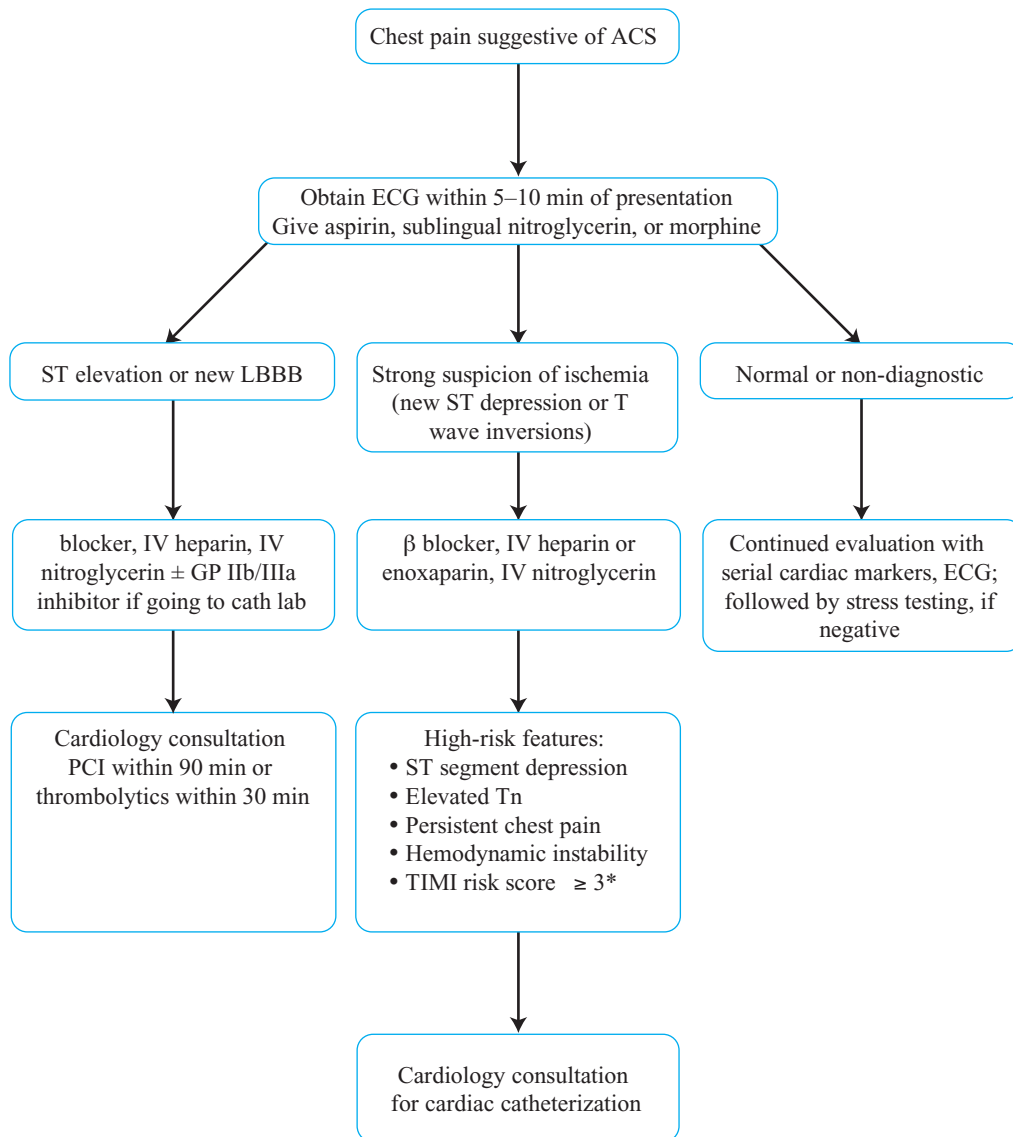 Chest pain suggestive of ACS
Obtain ECG within 5–10 min of presentation
Give aspirin, sublingual nitroglycerin, or morphine
ST elevation or new LBBB
Strong suspicion of ischemia
(new ST depression or T
wave inversions)
Normal or non-diagnostic
blocker, IV heparin, IV
nitroglycerin ± GP IIb/IIIa
inhibitor if going to cath lab
β blocker, IV heparin or
enoxaparin, IV nitroglycerin
Continued evaluation with
serial cardiac markers, ECG;
followed by stress testing, if
negative
Cardiology consultation
PCI within 90 min or
thrombolytics within 30 min
High-risk features:
• ST segment depression
• Elevated Tn
• Persistent chest pain
• Hemodynamic instability
• TIMI risk score ≥ 3*
Cardiology consultation
for cardiac catheterization